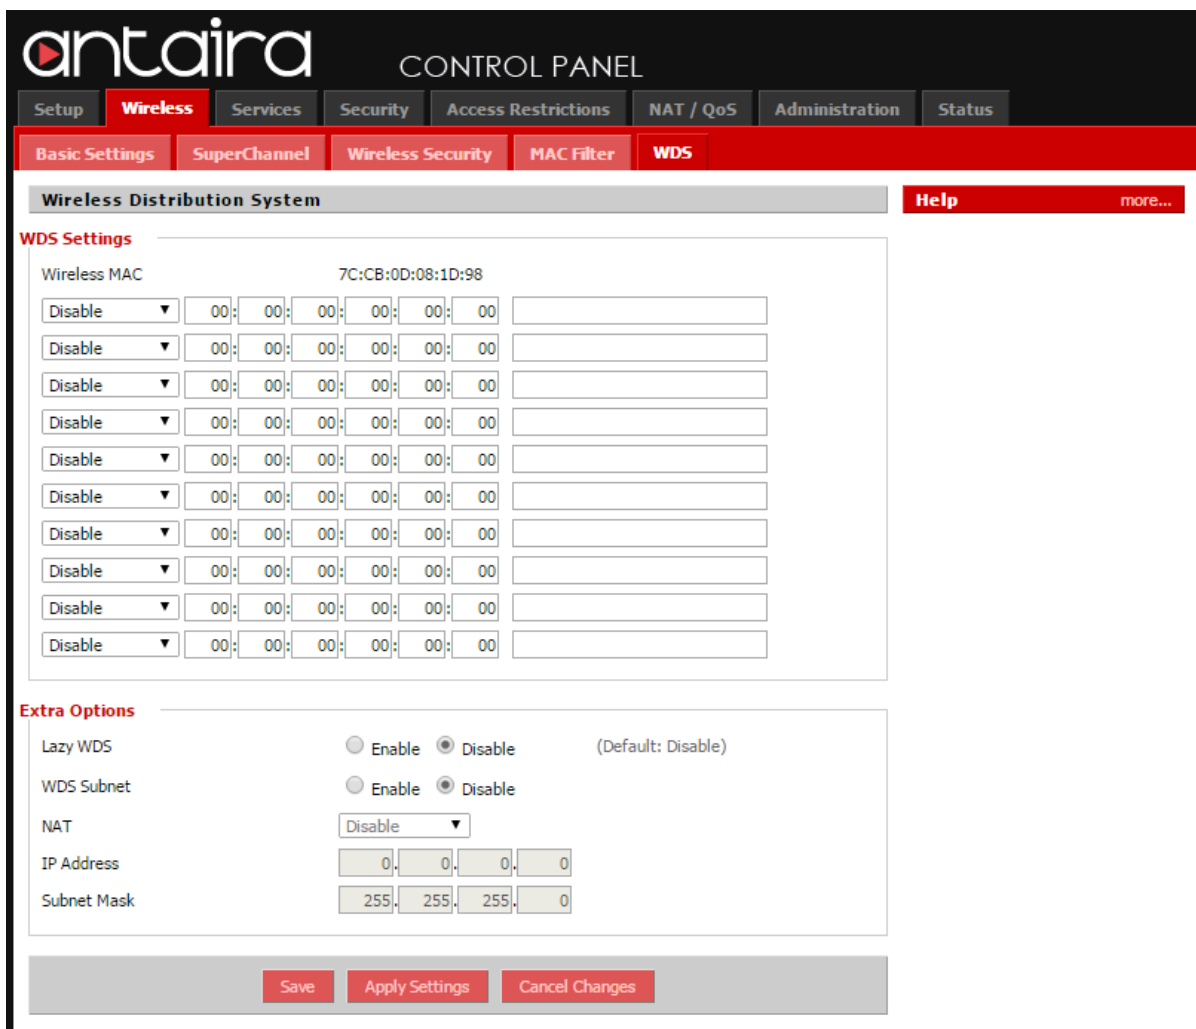 antaira CONTROL PANEL
Setup Wireless Services Security Access Restrictions NAT / QoS Administration Status
Basic Settings SuperChannel Wireless Security MAC Filter WDS
Wireless Distribution System Help more...
WDS Settings
Wireless MAC 7C:CB:0D:08:1D:98
Disable 00: 00: 00: 00: 00: 00
Disable 00: 00: 00: 00: 00: 00
Disable 00: 00: 00: 00: 00: 00
Disable 00: 00: 00: 00: 00: 00
Disable 00: 00: 00: 00: 00: 00
Disable 00: 00: 00: 00: 00: 00
Disable 00: 00: 00: 00: 00: 00
Disable 00: 00: 00: 00: 00: 00
Disable 00: 00: 00: 00: 00: 00
Disable 00: 00: 00: 00: 00: 00
Extra Options
Lazy WDS Enable Disable (Default: Disable)
WDS Subnet Enable Disable
NAT Disable
IP Address 0. 0. 0. 0
Subnet Mask 255. 255. 255. 0
Save Apply Settings Cancel Changes